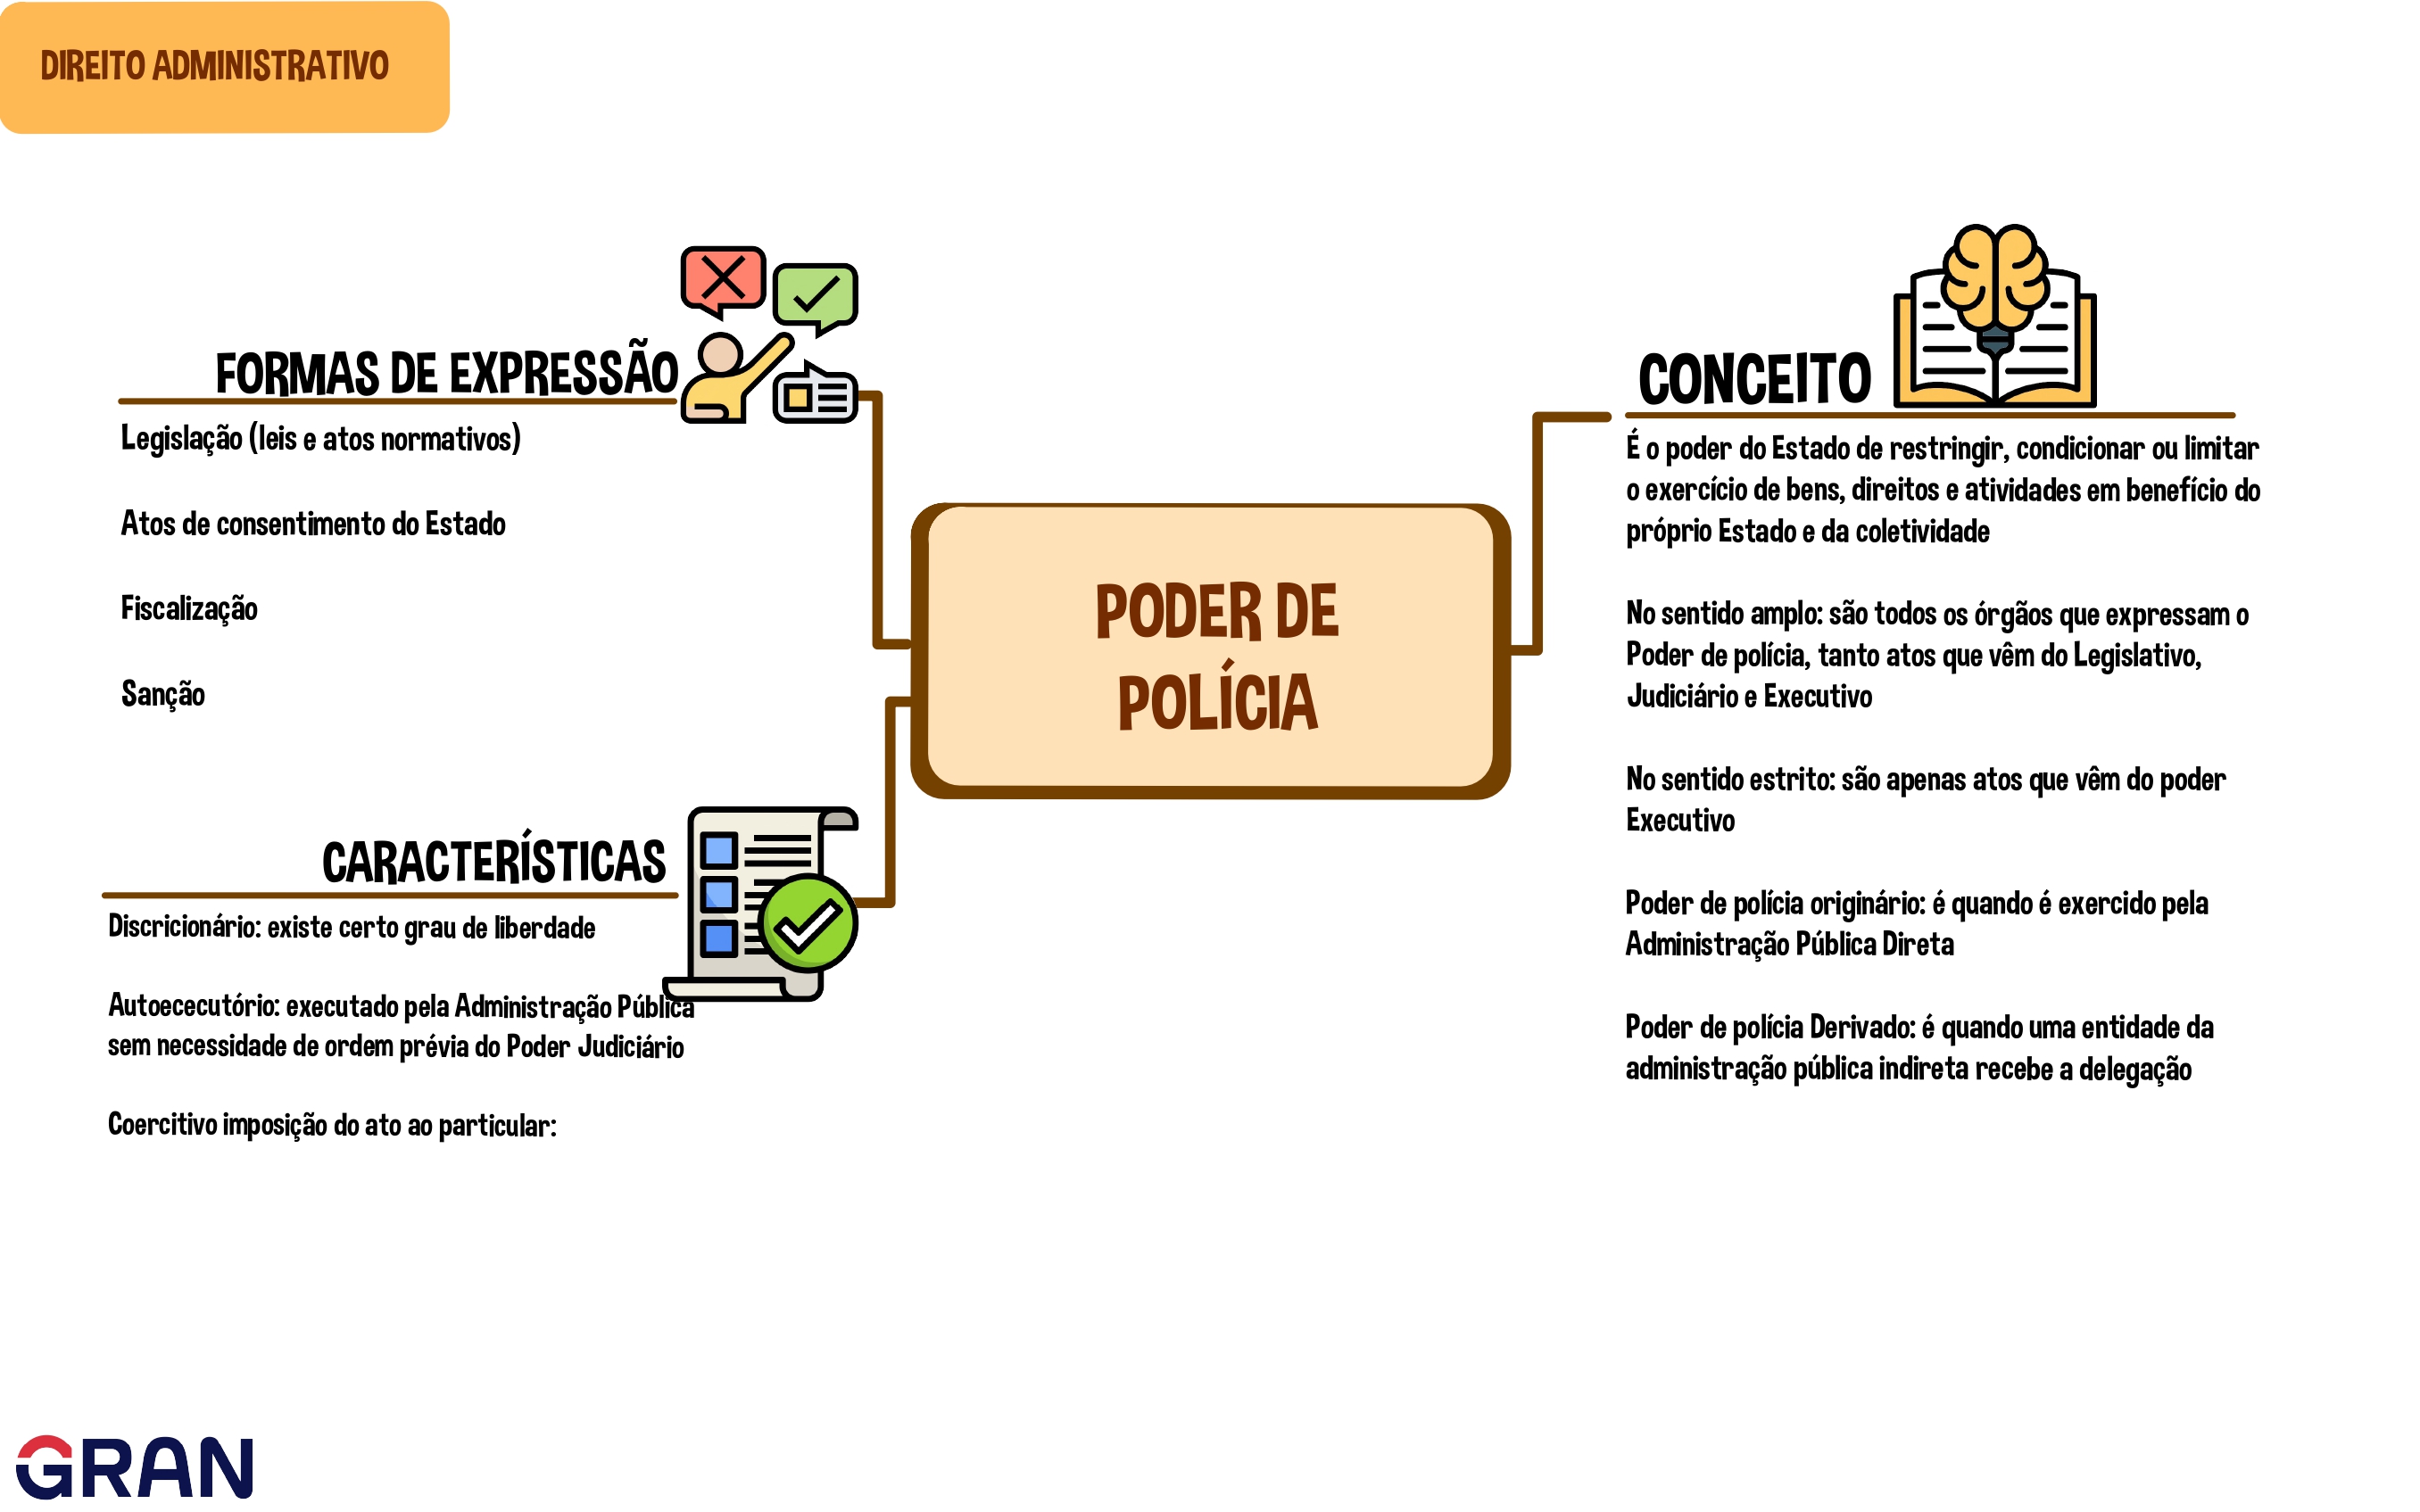 DIREITO ADMINISTRATIVO
FORMAS DE EXPRESSÃO
Legislação (leis e atos normativos)
Atos de consentimento do Estado
Fiscalização
Sanção
CARACTERÍSTICAS
Discricionário: existe certo grau de liberdade
Autoececutório: executado pela Administração Pública
sem necessidade de ordem prévia do Poder Judiciário
Coercitivo imposição do ato ao particular:
PODER DE
POLÍCIA
CONCEITO
É o poder do Estado de restringir, condicionar ou limitar
o exercício de bens, direitos e atividades em benefício do
próprio Estado e da coletividade
No sentido amplo: são todos os órgãos que expressam o
Poder de polícia, tanto atos que vêm do Legislativo,
Judiciário e Executivo
No sentido estrito: são apenas atos que vêm do poder
Executivo
Poder de polícia originário: é quando é exercido pela
Administração Pública Direta
Poder de polícia Derivado: é quando uma entidade da
administração pública indireta recebe a delegação
GRAN